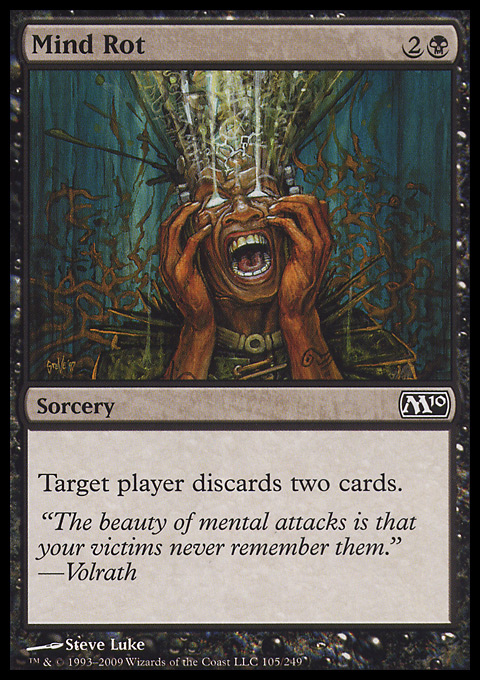 Mind Rot 2
Sorcery M10
Target player discards two cards.
“The beauty of mental attacks is that
your victims never remember them.”
—Volrath
Steve Luke
™ & © 1993–2009 Wizards of the Coast LLC 105/249